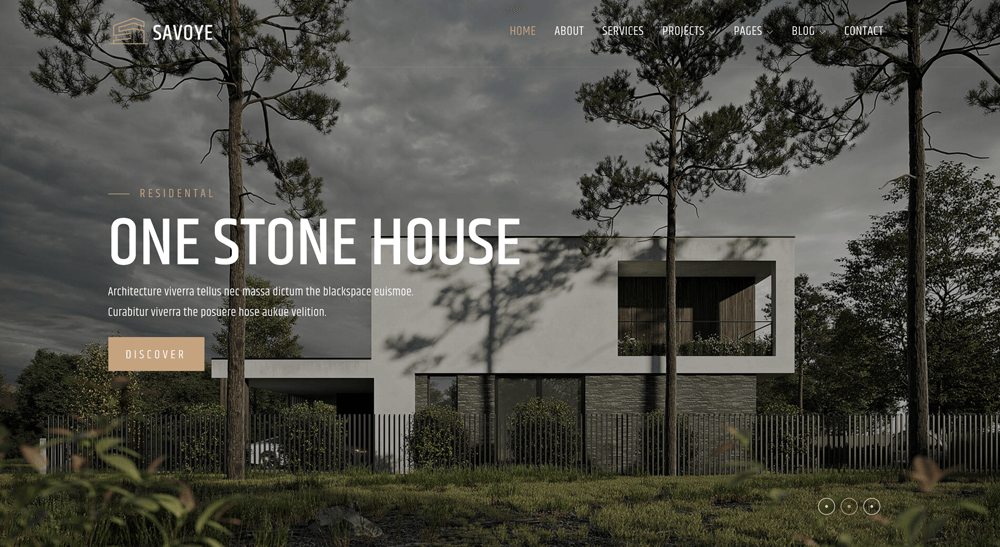 SAVOYE
HOME ABOUT SERVICES PROJECTS PAGES BLOG CONTACT
RESIDENTAL
ONE STONE HOUSE
Architecture viverra tellus nec massa dictum the blackspace euismoe.
Curabitur viverra the posuere hose aukue velition.
DISCOVER